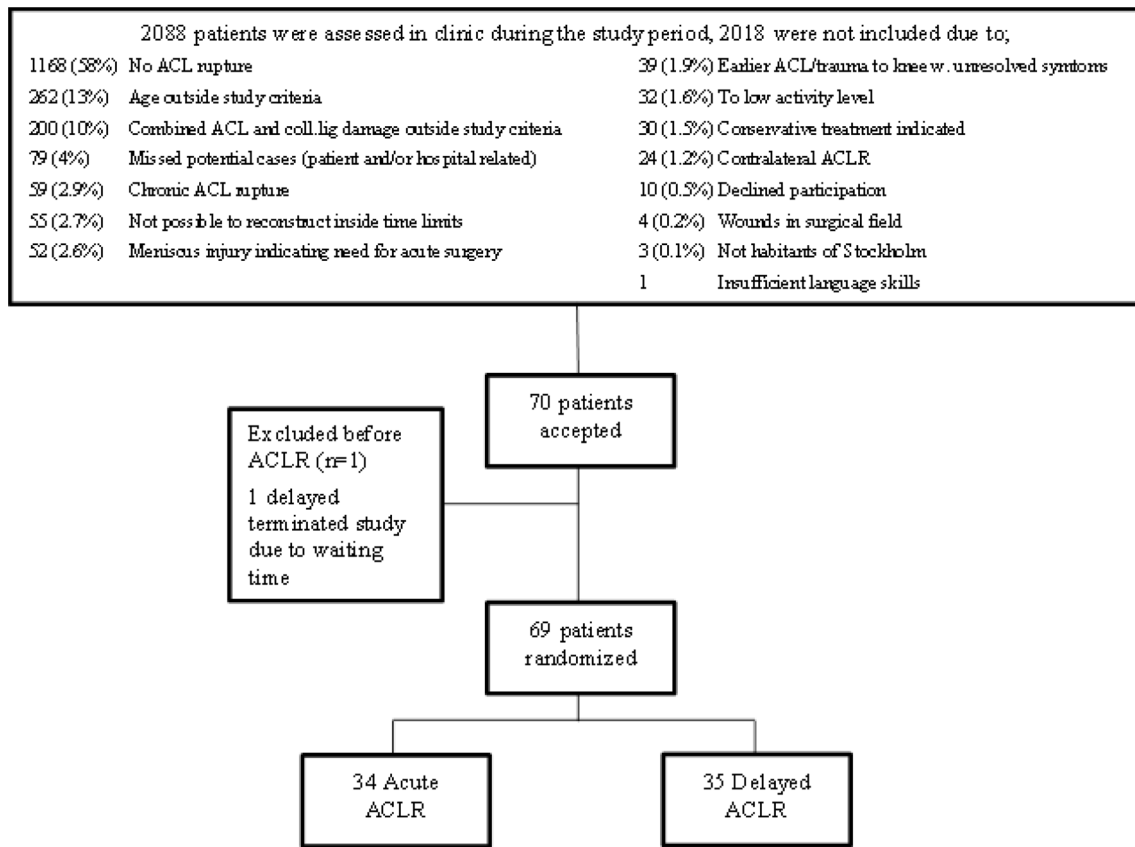 2088 patients were assessed in clinic during the study period, 2018 were not included due to;
1168 (58%) No ACL rupture
262 (13%) Age outside study criteria
200 (10%) Combined ACL and coll.lig damage outside study criteria
79 (4%) Missed potential cases (patient and/or hospital related)
59 (2.9%) Chronic ACL rupture
55 (2.7%) Not possible to reconstruct inside time limits
52 (2.6%) Meniscus injury indicating need for acute surgery
39 (1.9%) Earlier ACL/trauma to knee w. unresolved symtoms
32 (1.6%) To low activity level
30 (1.5%) Conservative treatment indicated
24 (1.2%) Contralateral ACLR
10 (0.5%) Declined participation
4 (0.2%) Wounds in surgical field
3 (0.1%) Not habitants of Stockholm
1 Insufficient language skills
70 patients
accepted
Excluded before
ACLR (n=1)
1 delayed
terminated study
due to waiting
time
69 patients
randomized
34 Acute
ACLR
35 Delayed
ACLR